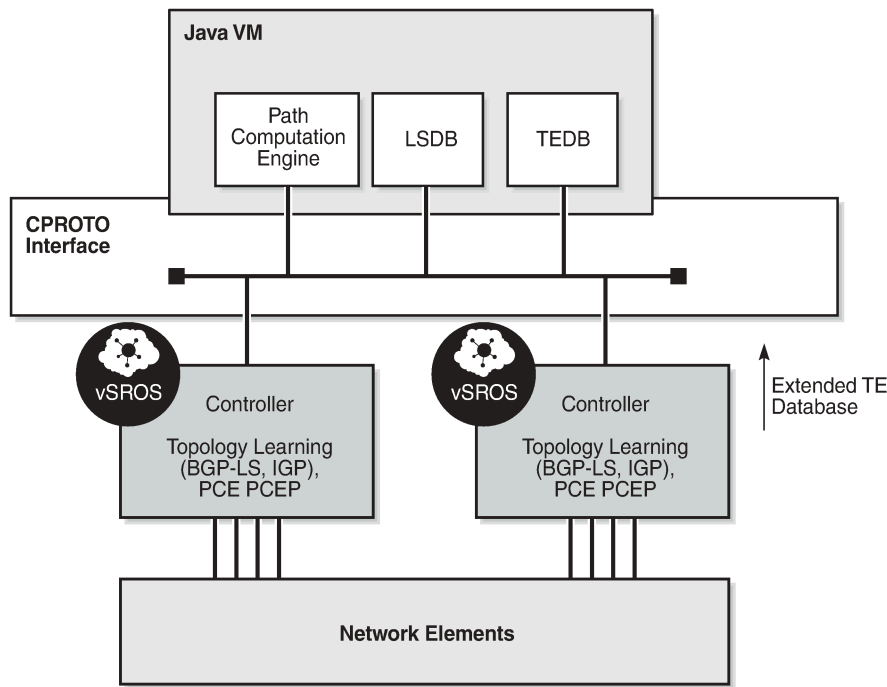 Java VM
Path
Computation
Engine
LSDB
TEDB
CPROTO
Interface
vSROS
Controller
Topology Learning
(BGP-LS, IGP),
PCE PCEP
vSROS
Controller
Topology Learning
(BGP-LS, IGP),
PCE PCEP
Extended TE
Database
Network Elements